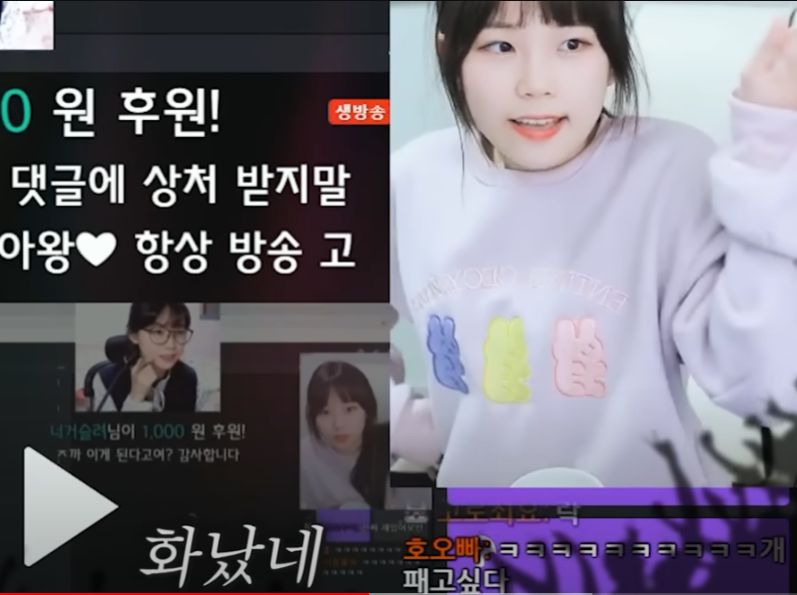 0 원 후원!
생방송
댓글에 상처 받지말
아왕♥ 항상 방송 고
너거슬러님이 1,000 원 후원!
이게 된다고여? 감사합니다
화났네
호오빠 ㅋㅋㅋㅋㅋㅋㅋㅋㅋㅋ개
패고싶다